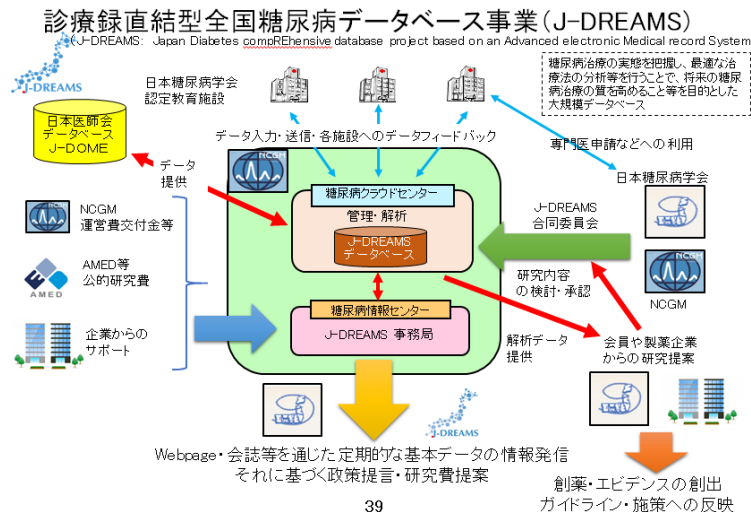 診療録直結型全国糖尿病データベース事業(J-DREAMS)
(J-DREAMS: Japan Diabetes compREhensive database project based on an Advanced electronic Medical record System
J-DREAMS
日本糖尿病学会
認定教育施設
糖尿病治療の実態を把握し、最適な治
療法の分析等を行うことで、将来の糖尿
病治療の質を高めること等を目的とした
大規模データベース
日本医師会
データベース
J-DOME
データ入力・送信・各施設へのデータフィードバック
専門医申請などへの利用
データ
提供
NCGM
糖尿病クラウドセンター
管理・解析
J-DREAMS
データベース
日本糖尿病学会
J-DREAMS
合同委員会
NCGM
NCGM
運営費交付金等
AMED
AMED等
公的研究費
企業からの
サポート
糖尿病情報センター
J-DREAMS 事務局
研究内容
の検討・承認
NCGM
NCGM
解析データ
提供
会員や製薬企業
からの研究提案
J-DREAMS
Webpage・会誌等を通じた定期的な基本データの情報発信
それに基づく政策提言・研究費提案
創薬・エビデンスの創出
ガイドライン・施策への反映
39